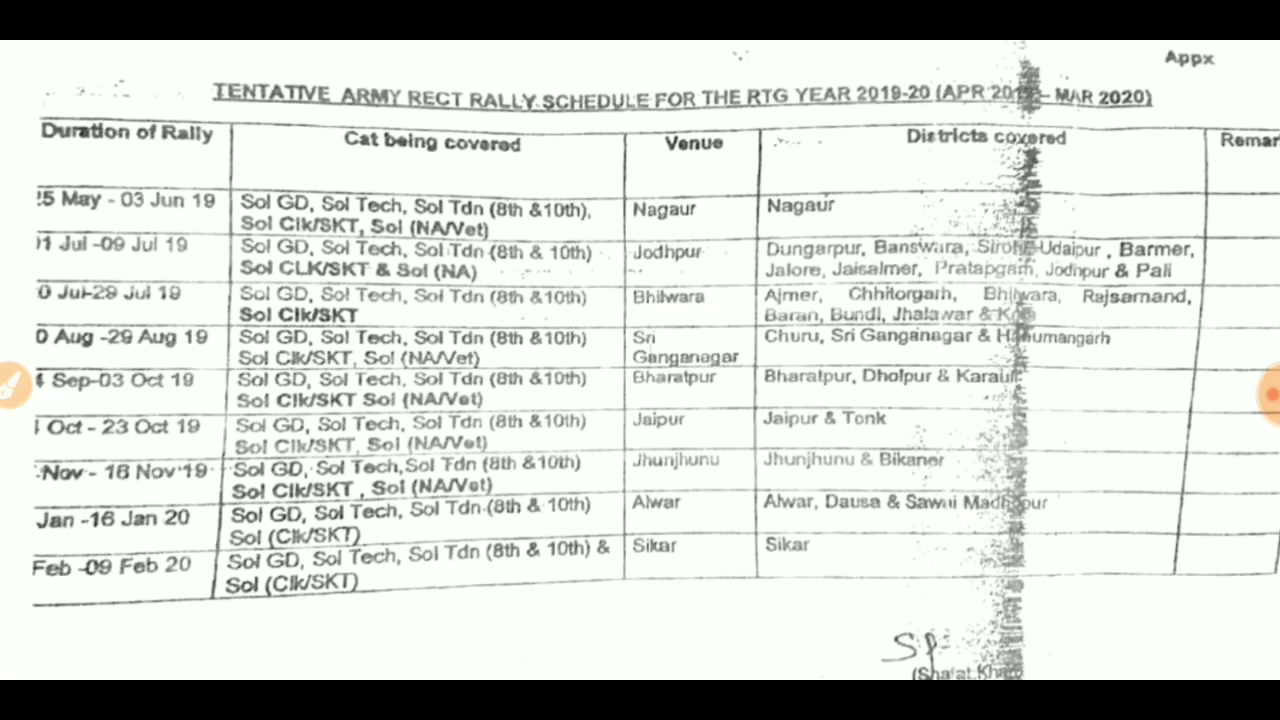 Appx
TENTATIVE ARMY RECT RALLY SCHEDULE FOR THE RTG YEAR 2019-20 (APR 2019 - MAR 2020)
Duration of Rally Cat being covered Venue Districts covered Remar
5 May - 03 Jun 19 Sol GD, Sol Tech, Sol Tdn (8th &10th), Nagaur Nagaur
Sol Clk/SKT, Sol (NA/Vet)
1 Jul -09 Jul 19 Sol GD, Sol Tech, Sol Tdn (8th & 10th) Jodhpur Dungarpur, Banswara, Sirohi Udaipur , Barmer,
Sol CLK/SKT & Sol (NA) Jalore, Jaisalmer, Pratapgarh, Jodhpur & Pali
0 Jul-29 Jul 19 Sol GD, Sol Tech, Sol Tdn (8th &10th) Bhilwara Ajmer, Chhitorgarh, Bhilwara, Rajsamand,
Sol Clk/SKT Baran, Bundi, Jhalawar & Kota
0 Aug -29 Aug 19 Sol GD, Sol Tech, Sol Tdn (8th &10th) Sri Churu, Sri Ganganagar & Hanumangarh
Sol Clk/SKT, Sol (NA/Vet) Ganganagar
4 Sep-03 Oct 19 Sol GD, Sol Tech, Sol Tdn (8th &10th) Bharatpur Bharatpur, Dholpur & Karauli
Sol Clk/SKT Sol (NA/Vet)
Oct - 23 Oct 19 Sol GD, Sol Tech, Sol Tdn (8th &10th) Jaipur Jaipur & Tonk
Sol Clk/SKT, Sol (NA/Vet)
Nov - 16 Nov'19 Sol GD, Sol Tech,Sol Tdn (8th &10th) Jhunjhunu Jhunjhunu & Bikaner
Sol Clk/SKT , Sol (NA/Vet)
Jan -16 Jan 20 Sol GD, Sol Tech, Sol Tdn (8th & 10th) Alwar Alwar, Dausa & Sawai Madhopur
Sol (Clk/SKT)
Feb -09 Feb 20 Sol GD, Sol Tech, Sol Tdn (8th & 10th) & Sikar Sikar
Sol (Clk/SKT)